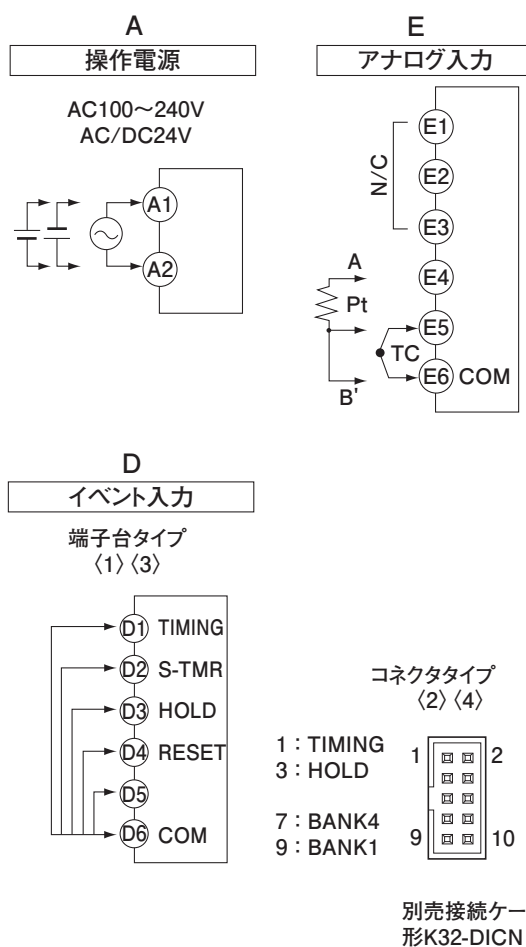 A
操作電源
AC100～240V
AC/DC24V
A1
A2
E
アナログ入力
E1
E2
E3
N/C
E4
A
Pt
E5
TC
E6 COM
B'
D
イベント入力
端子台タイプ
〈1〉〈3〉
D1 TIMING
D2 S-TMR
D3 HOLD
D4 RESET
D5
D6 COM
コネクタタイプ
〈2〉〈4〉
1：TIMING
3：HOLD
7：BANK4
9：BANK1
1 2
9 10
別売接続ケー
形K32-DICN